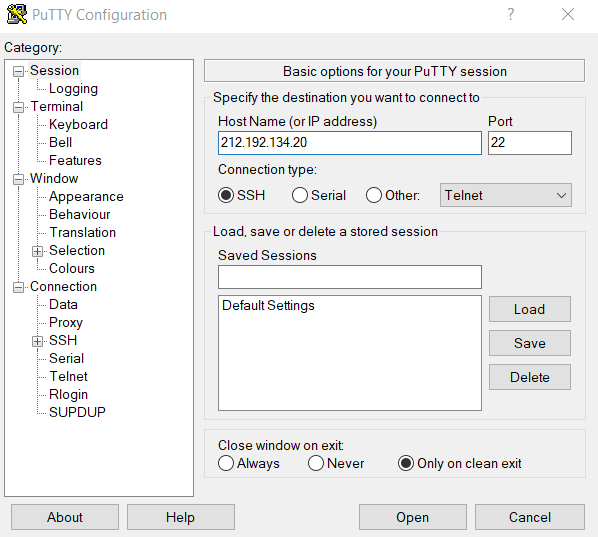 PuTTY Configuration
?
Category:
Session
Logging
Terminal
Keyboard
Bell
Features
Window
Appearance
Behaviour
Translation
Selection
Colours
Connection
Data
Proxy
SSH
Serial
Telnet
Rlogin
SUPDUP
Basic options for your PuTTY session
Specify the destination you want to connect to
Host Name (or IP address) Port
212.192.134.20 22
Connection type:
SSH Serial Other: Telnet
Load, save or delete a stored session
Saved Sessions
Default Settings
Load
Save
Delete
Close window on exit:
Always Never Only on clean exit
About Help Open Cancel